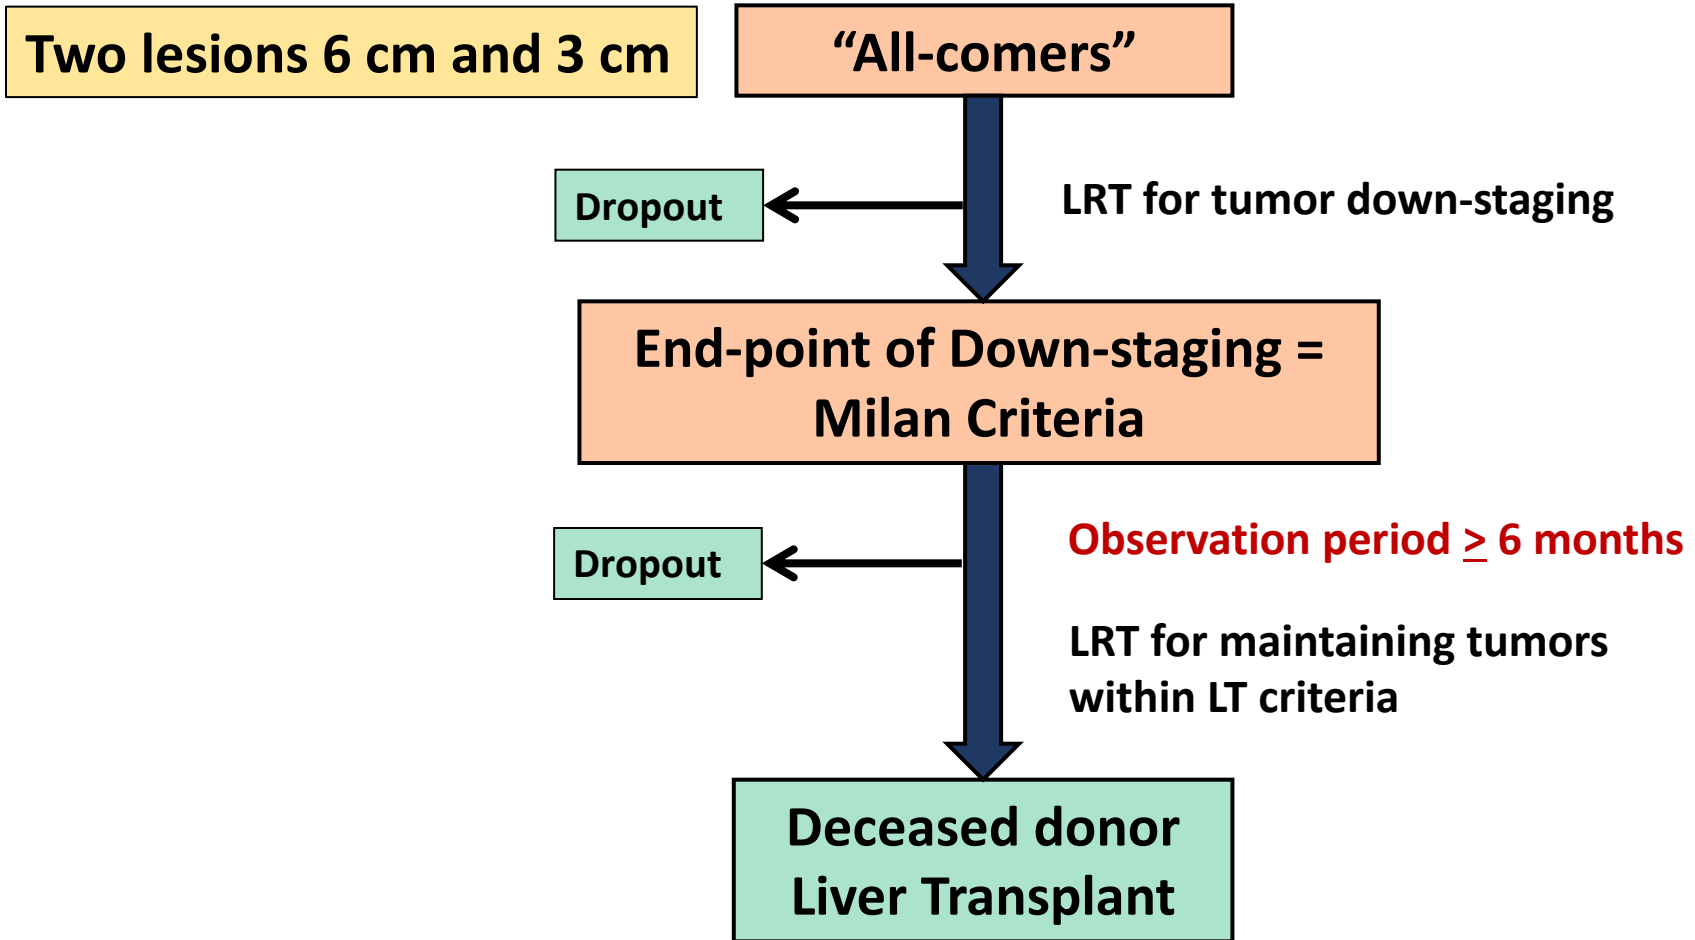 Two lesions 6 cm and 3 cm
“All-comers”
Dropout
LRT for tumor down-staging
End-point of Down-staging =
Milan Criteria
Observation period ≥ 6 months
Dropout
LRT for maintaining tumors
within LT criteria
Deceased donor
Liver Transplant